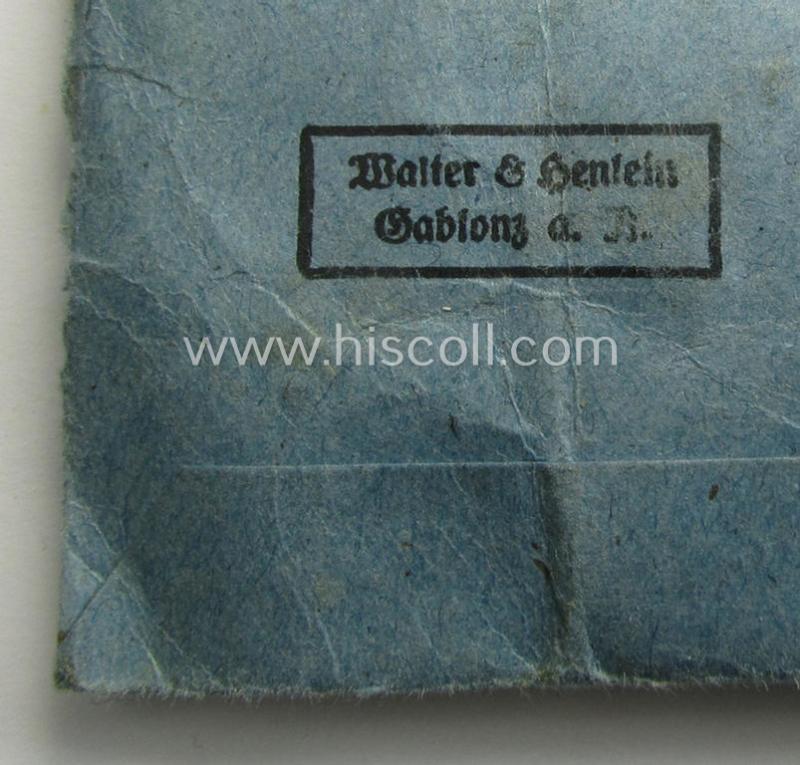 Walter & Henlein
Gablonz a. N.
www.hiscoll.com